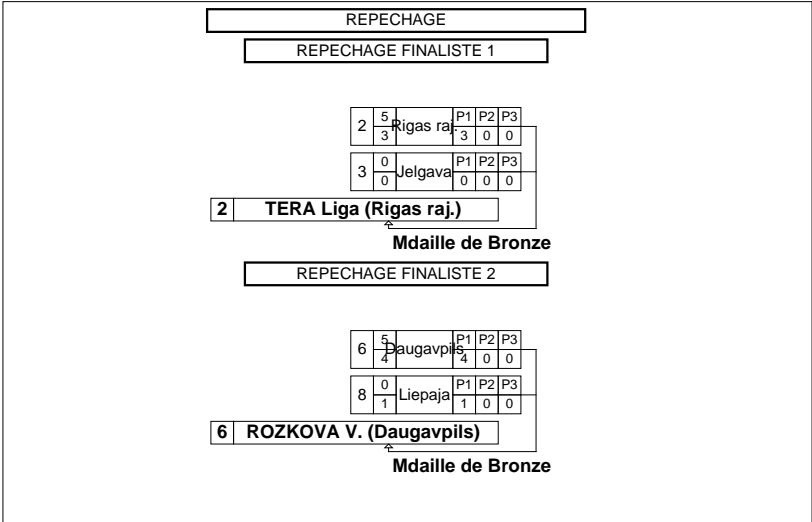 REPECHAGE
REPECHAGE FINALISTE 1
2 5 Rigas raj. P1 P2 P3
3 3 0 0
3 0 Jelgava P1 P2 P3
0 0 0 0
2 TERA Liga (Rigas raj.)
Mdaille de Bronze
REPECHAGE FINALISTE 2
6 5 Daugavpils P1 P2 P3
4 4 0 0
8 0 Liepaja P1 P2 P3
1 1 0 0
6 ROZKOVA V. (Daugavpils)
Mdaille de Bronze